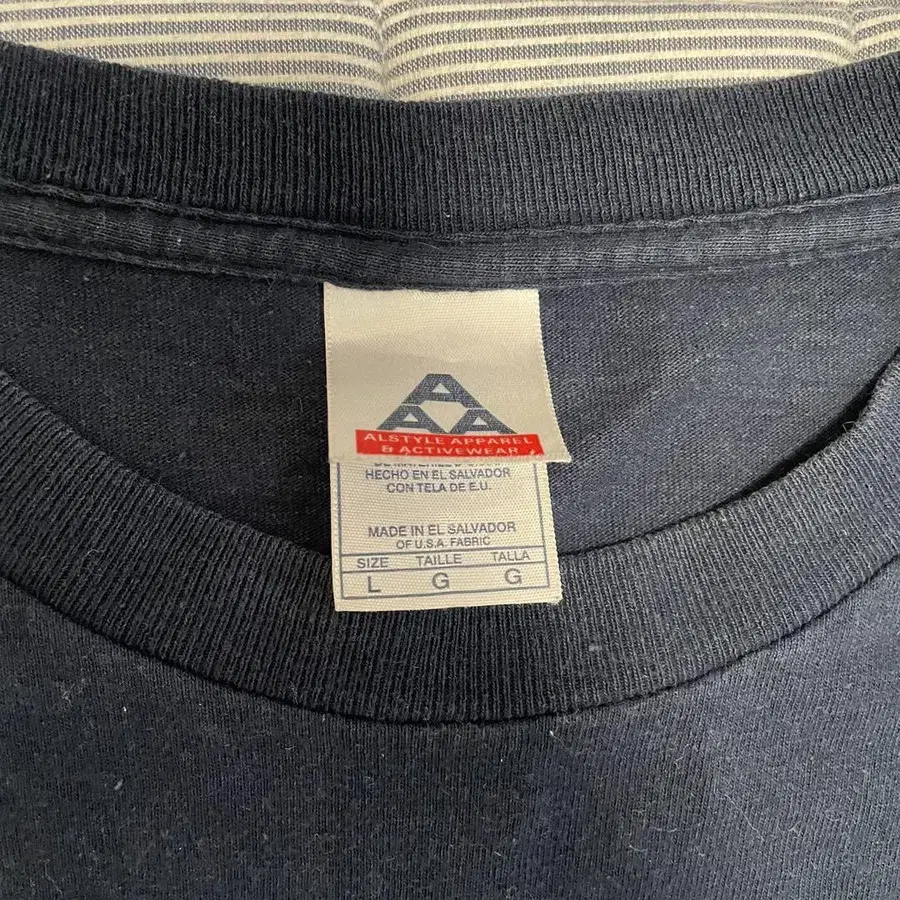 A
A A
ALSTYLE APPAREL
& ACTIVEWEAR
HECHO EN EL SALVADOR
CON TELA DE E.U.
MADE IN EL SALVADOR
OF U.S.A. FABRIC
SIZE TAILLE TALLA
L G G